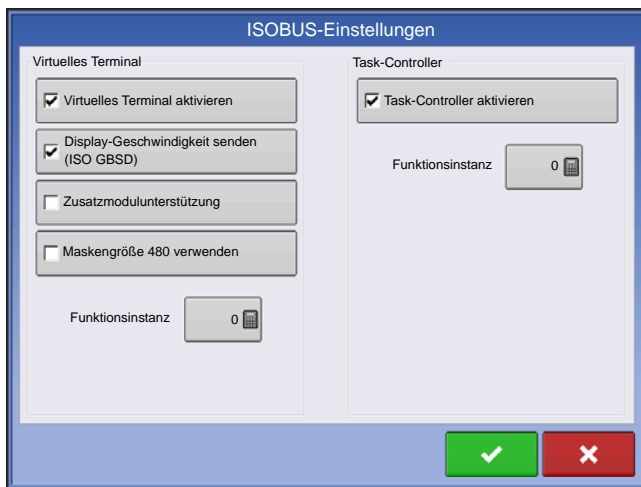 ISOBUS-Einstellungen
Virtuelles Terminal
Virtuelles Terminal aktivieren
Display-Geschwindigkeit senden
(ISO GBSD)
Zusatzmodulunterstützung
Maskengröße 480 verwenden
Funktionsinstanz 0
Task-Controller
Task-Controller aktivieren
Funktionsinstanz 0